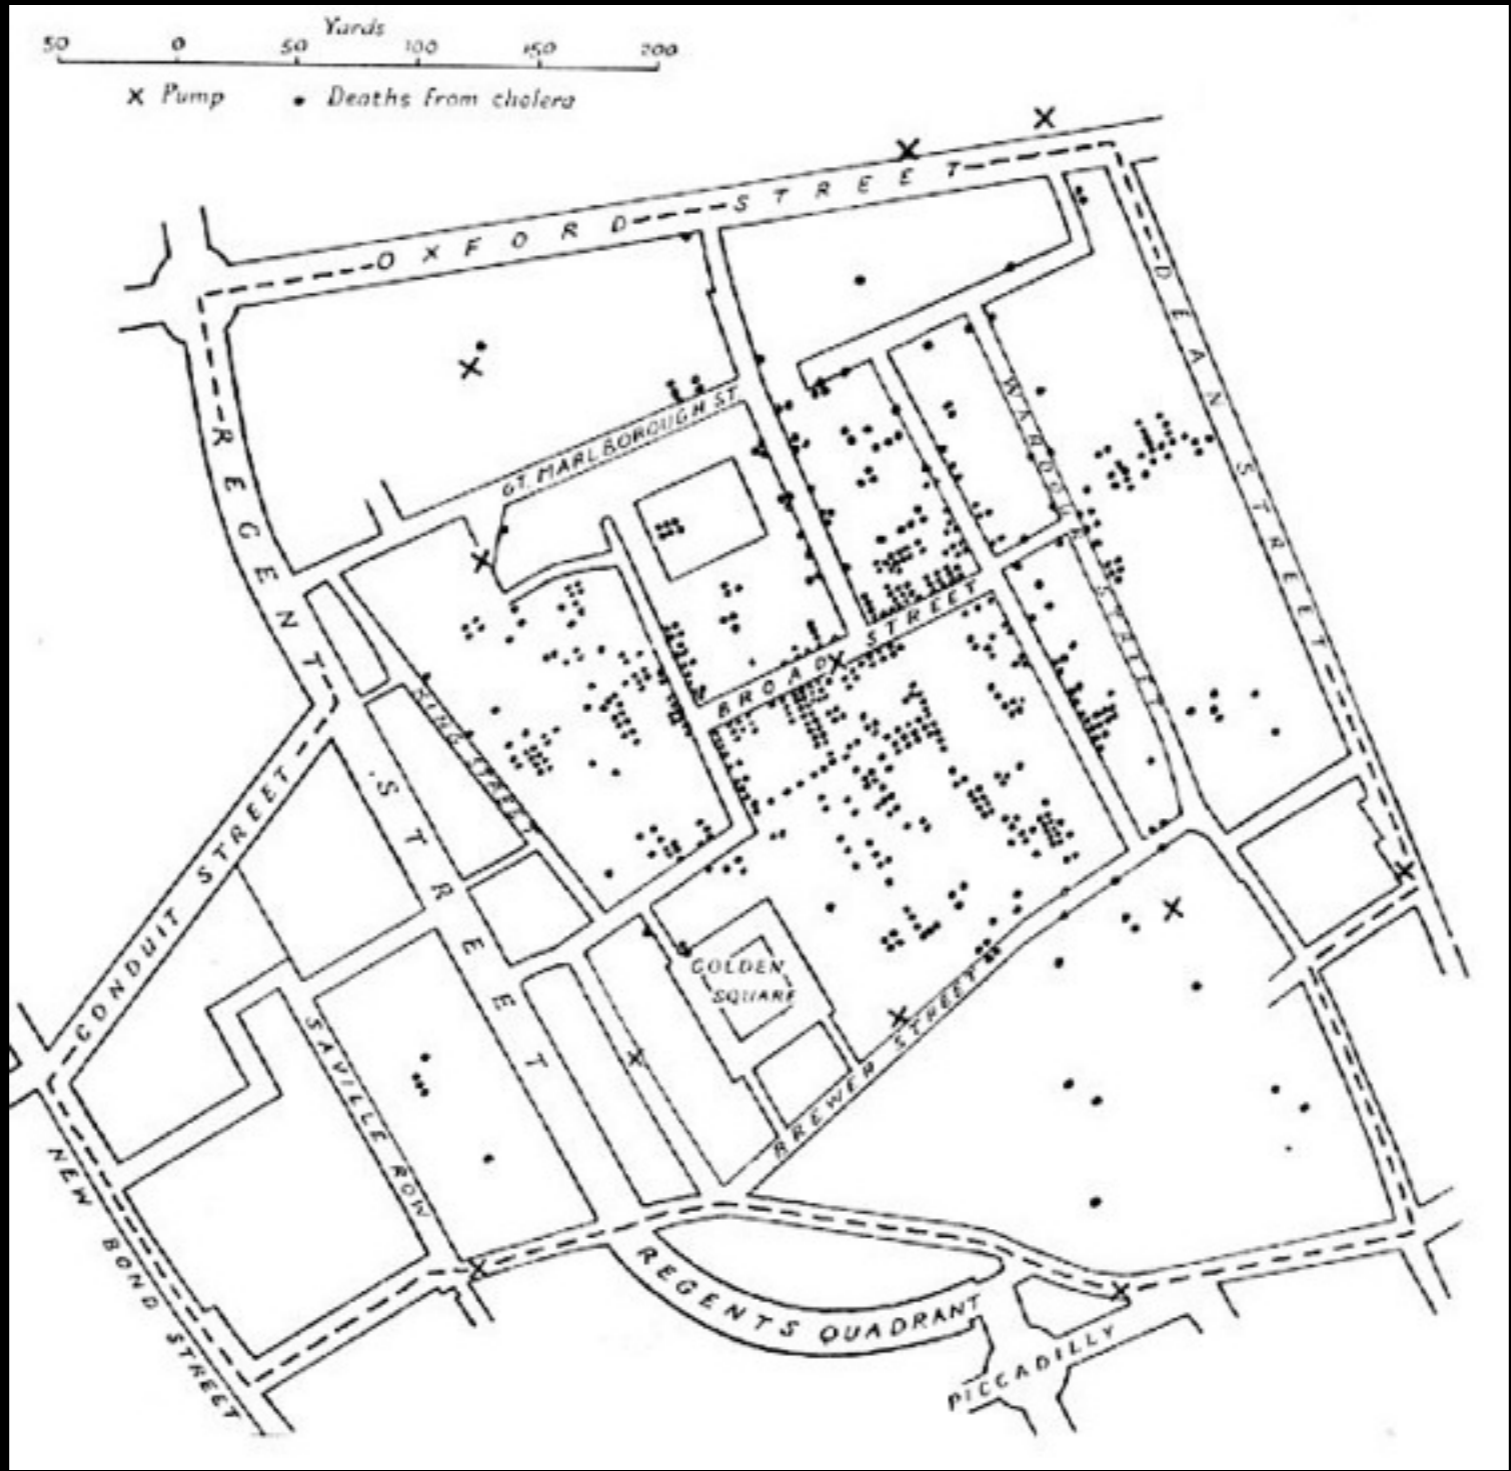 Yards
50 0 50 100 150 200
× Pump • Deaths from cholera
OXFORD STREET
DEAN STREET
REGENT STREET
GT. MARLBOROUGH ST
WARDOUR STREET
BROAD STREET
KING STREET
CONDUIT STREET
GOLDEN
SQUARE
BREWER STREET
SAVILLE ROW
NEW BOND STREET
REGENTS QUADRANT
PICCADILLY